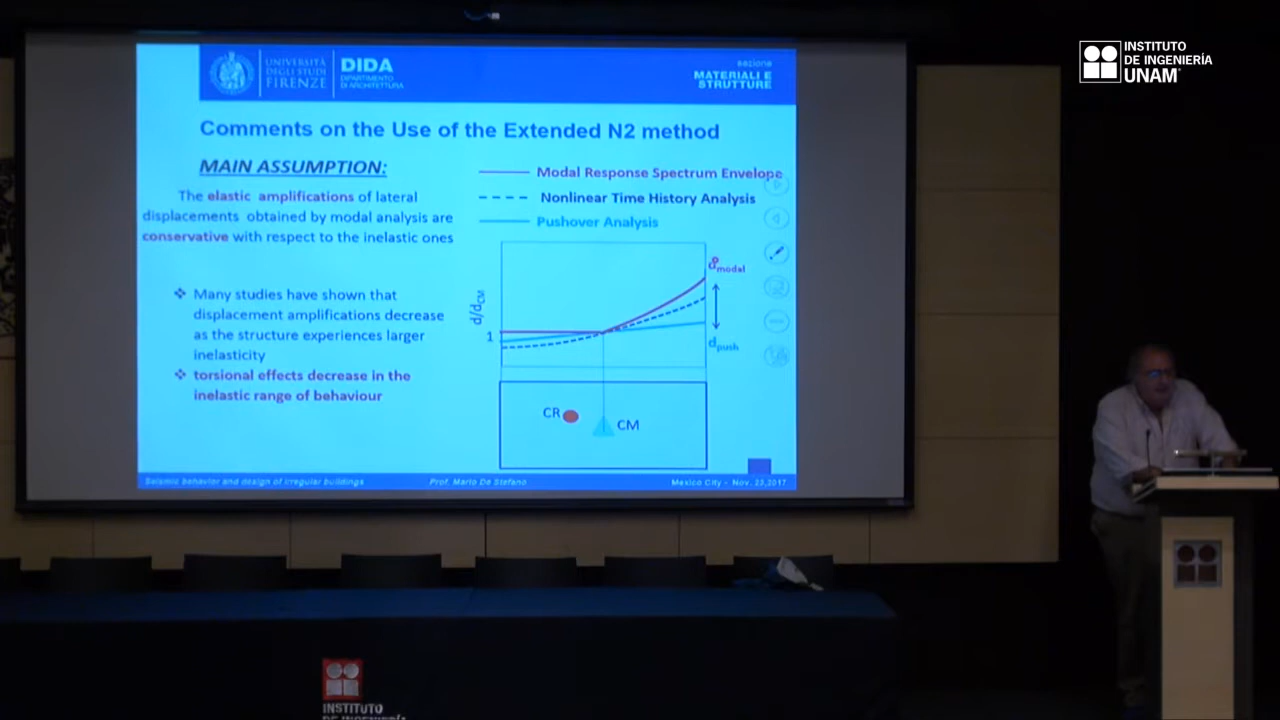 INSTITUTO
DE INGENIERÍA
UNAM
UNIVERSITÀ
DEGLI STUDI
FIRENZE
DIDA
DIPARTIMENTO
DI ARCHITETTURA
sezione
MATERIALI E
STRUTTURE
Comments on the Use of the Extended N2 method
MAIN ASSUMPTION:
The elastic amplifications of lateral
displacements obtained by modal analysis are
conservative with respect to the inelastic ones
❖ Many studies have shown that
displacement amplifications decrease
as the structure experiences larger
inelasticity
❖ torsional effects decrease in the
inelastic range of behaviour
Modal Response Spectrum Envelope
Nonlinear Time History Analysis
Pushover Analysis
d/dCM
1
dmodal
dpush
CR
CM
Seismic behavior and design of irregular buildings
Prof. Mario De Stefano
Mexico City - Nov. 23,2017
INSTITUTO
DE INGENIERÍA